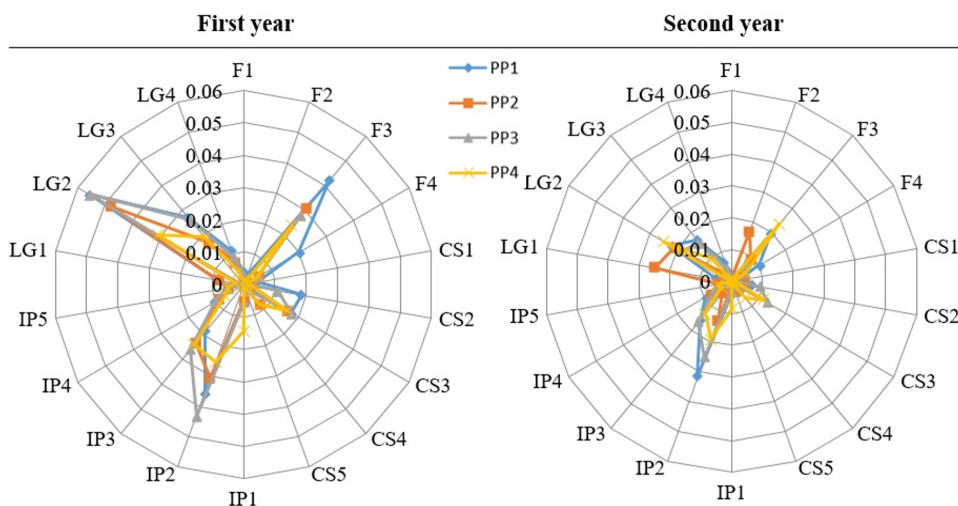 First year
Second year
F1
F2
F3
F4
CS1
CS2
CS3
CS4
CS5
IP1
IP2
IP3
IP4
IP5
LG1
LG2
LG3
LG4
0.06
0.05
0.04
0.03
0.02
0.01
0
PP1
PP2
PP3
PP4
F1
F2
F3
F4
CS1
CS2
CS3
CS4
CS5
IP1
IP2
IP3
IP4
IP5
LG1
LG2
LG3
LG4
0.06
0.05
0.04
0.03
0.02
0.01
0